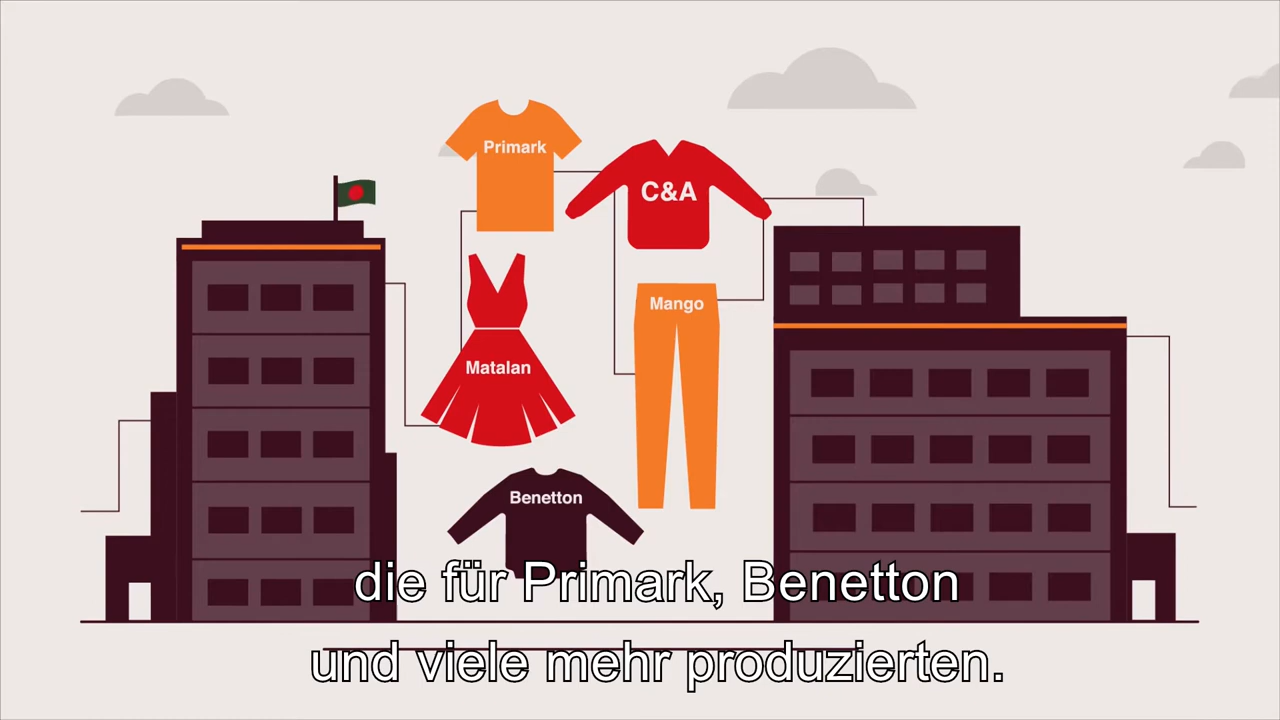 Primark
C&A
Mango
Matalan
Benetton
die für Primark, Benetton
und viele mehr produzierten.